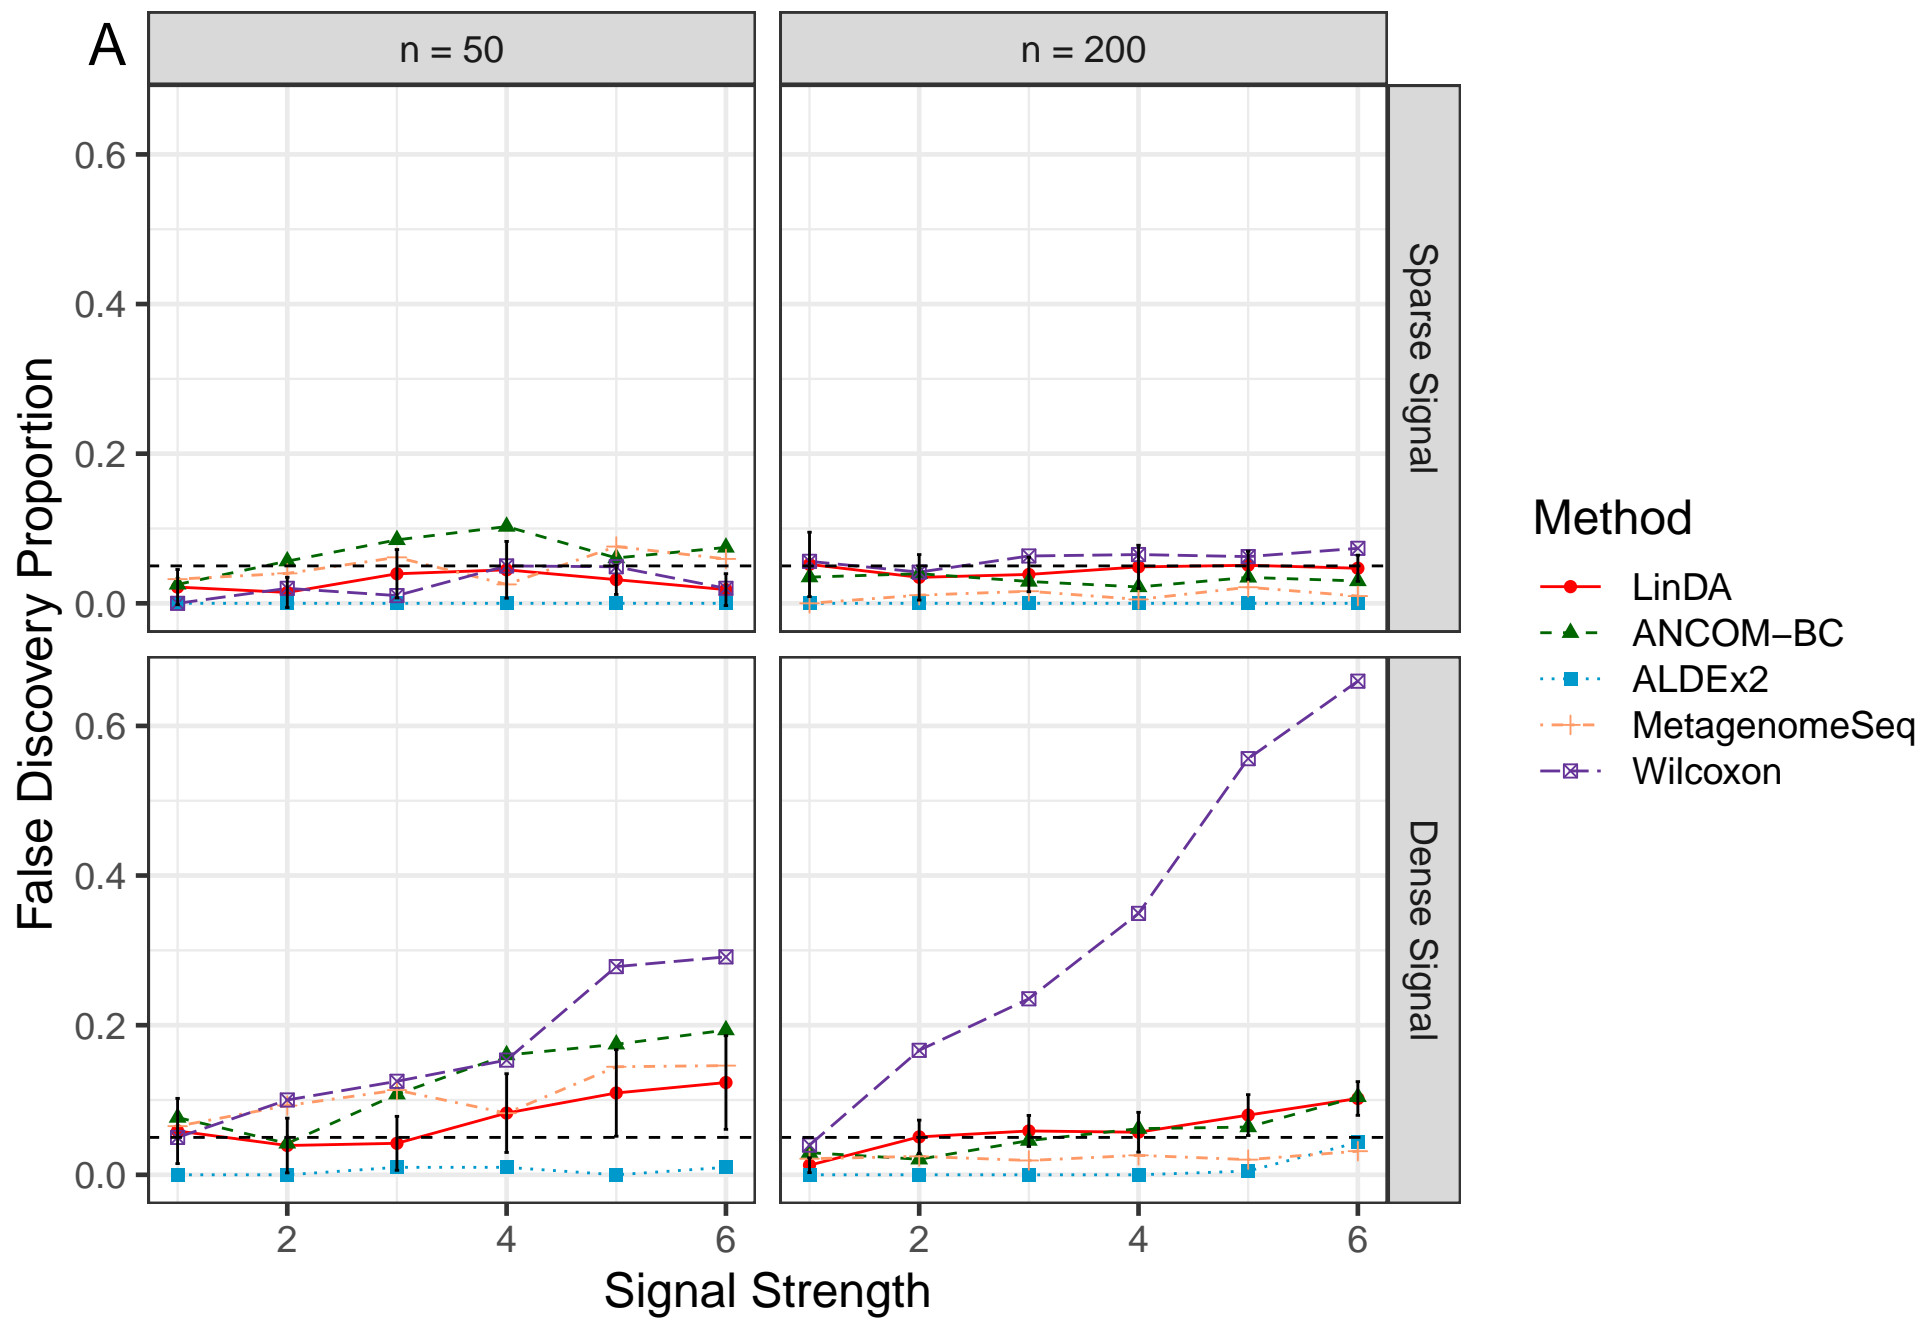 A
n = 50
n = 200
0.6
0.4
0.2
0.0
Sparse Signal
0.6
0.4
0.2
0.0
Dense Signal
2
4
6
2
4
6
False Discovery Proportion
Signal Strength
Method
LinDA
ANCOM−BC
ALDEx2
MetagenomeSeq
Wilcoxon